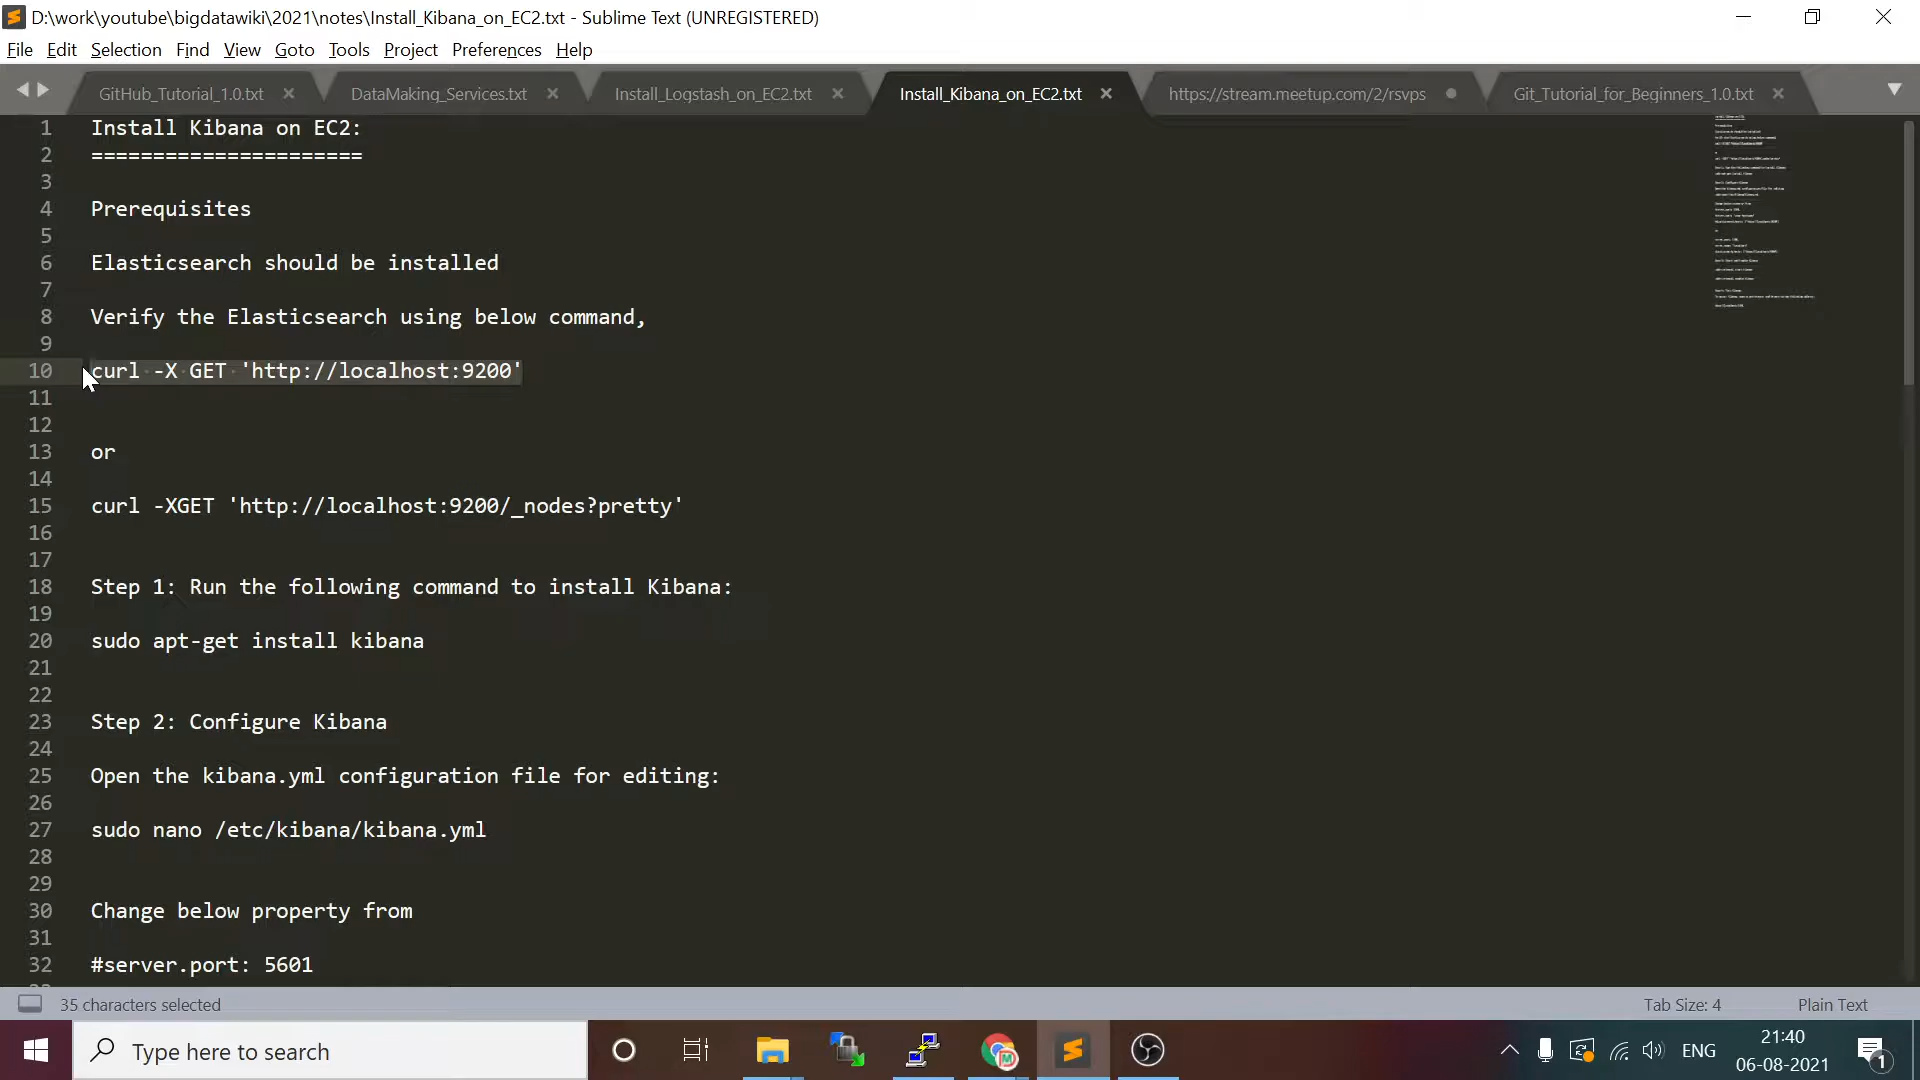 D:\work\youtube\bigdatawiki\2021\notes\Install_Kibana_on_EC2.txt - Sublime Text (UNREGISTERED)
File Edit Selection Find View Goto Tools Project Preferences Help
GitHub_Tutorial_1.0.txt DataMaking_Services.txt Install_Logstash_on_EC2.txt Install_Kibana_on_EC2.txt https://stream.meetup.com/2/rsvps Git_Tutorial_for_Beginners_1.0.txt
1 Install Kibana on EC2:
2 ======================
3
4 Prerequisites
5
6 Elasticsearch should be installed
7
8 Verify the Elasticsearch using below command,
9
10 curl -X GET 'http://localhost:9200'
11
12
13 or
14
15 curl -XGET 'http://localhost:9200/_nodes?pretty'
16
17
18 Step 1: Run the following command to install Kibana:
19
20 sudo apt-get install kibana
21
22
23 Step 2: Configure Kibana
24
25 Open the kibana.yml configuration file for editing:
26
27 sudo nano /etc/kibana/kibana.yml
28
29
30 Change below property from
31
32 #server.port: 5601
35 characters selected Tab Size: 4 Plain Text
Type here to search ENG 21:40
06-08-2021 1